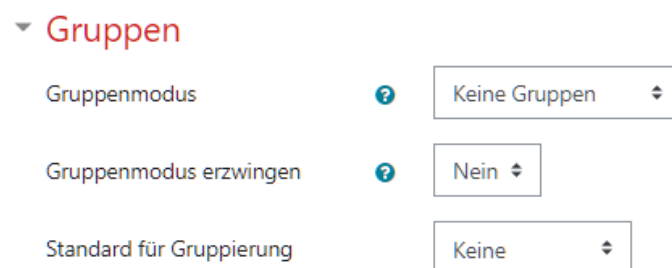 Gruppen
Gruppenmodus Keine Gruppen
Gruppenmodus erzwingen Nein
Standard für Gruppierung Keine